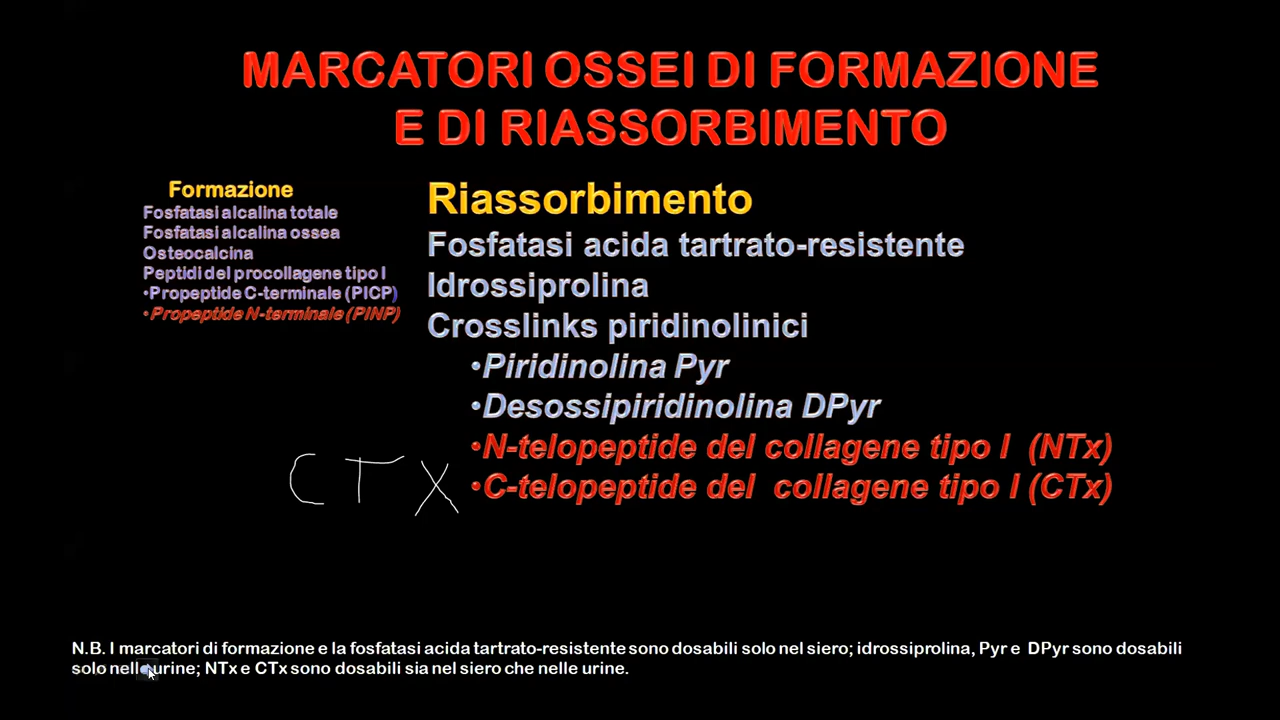 MARCATORI OSSEI DI FORMAZIONE
E DI RIASSORBIMENTO
Formazione
Fosfatasi alcalina totale
Fosfatasi alcalina ossea
Osteocalcina
Peptidi del procollagene tipo I
•Propeptide C-terminale (PICP)
•Propeptide N-terminale (PINP)
Riassorbimento
Fosfatasi acida tartrato-resistente
Idrossiprolina
Crosslinks piridinolinici
•Piridinolina Pyr
•Desossipiridinolina DPyr
•N-telopeptide del collagene tipo I (NTx)
•C-telopeptide del collagene tipo I (CTx)
CTX
N.B. I marcatori di formazione e la fosfatasi acida tartrato-resistente sono dosabili solo nel siero; idrossiprolina, Pyr e DPyr sono dosabili
solo nelle urine; NTx e CTx sono dosabili sia nel siero che nelle urine.